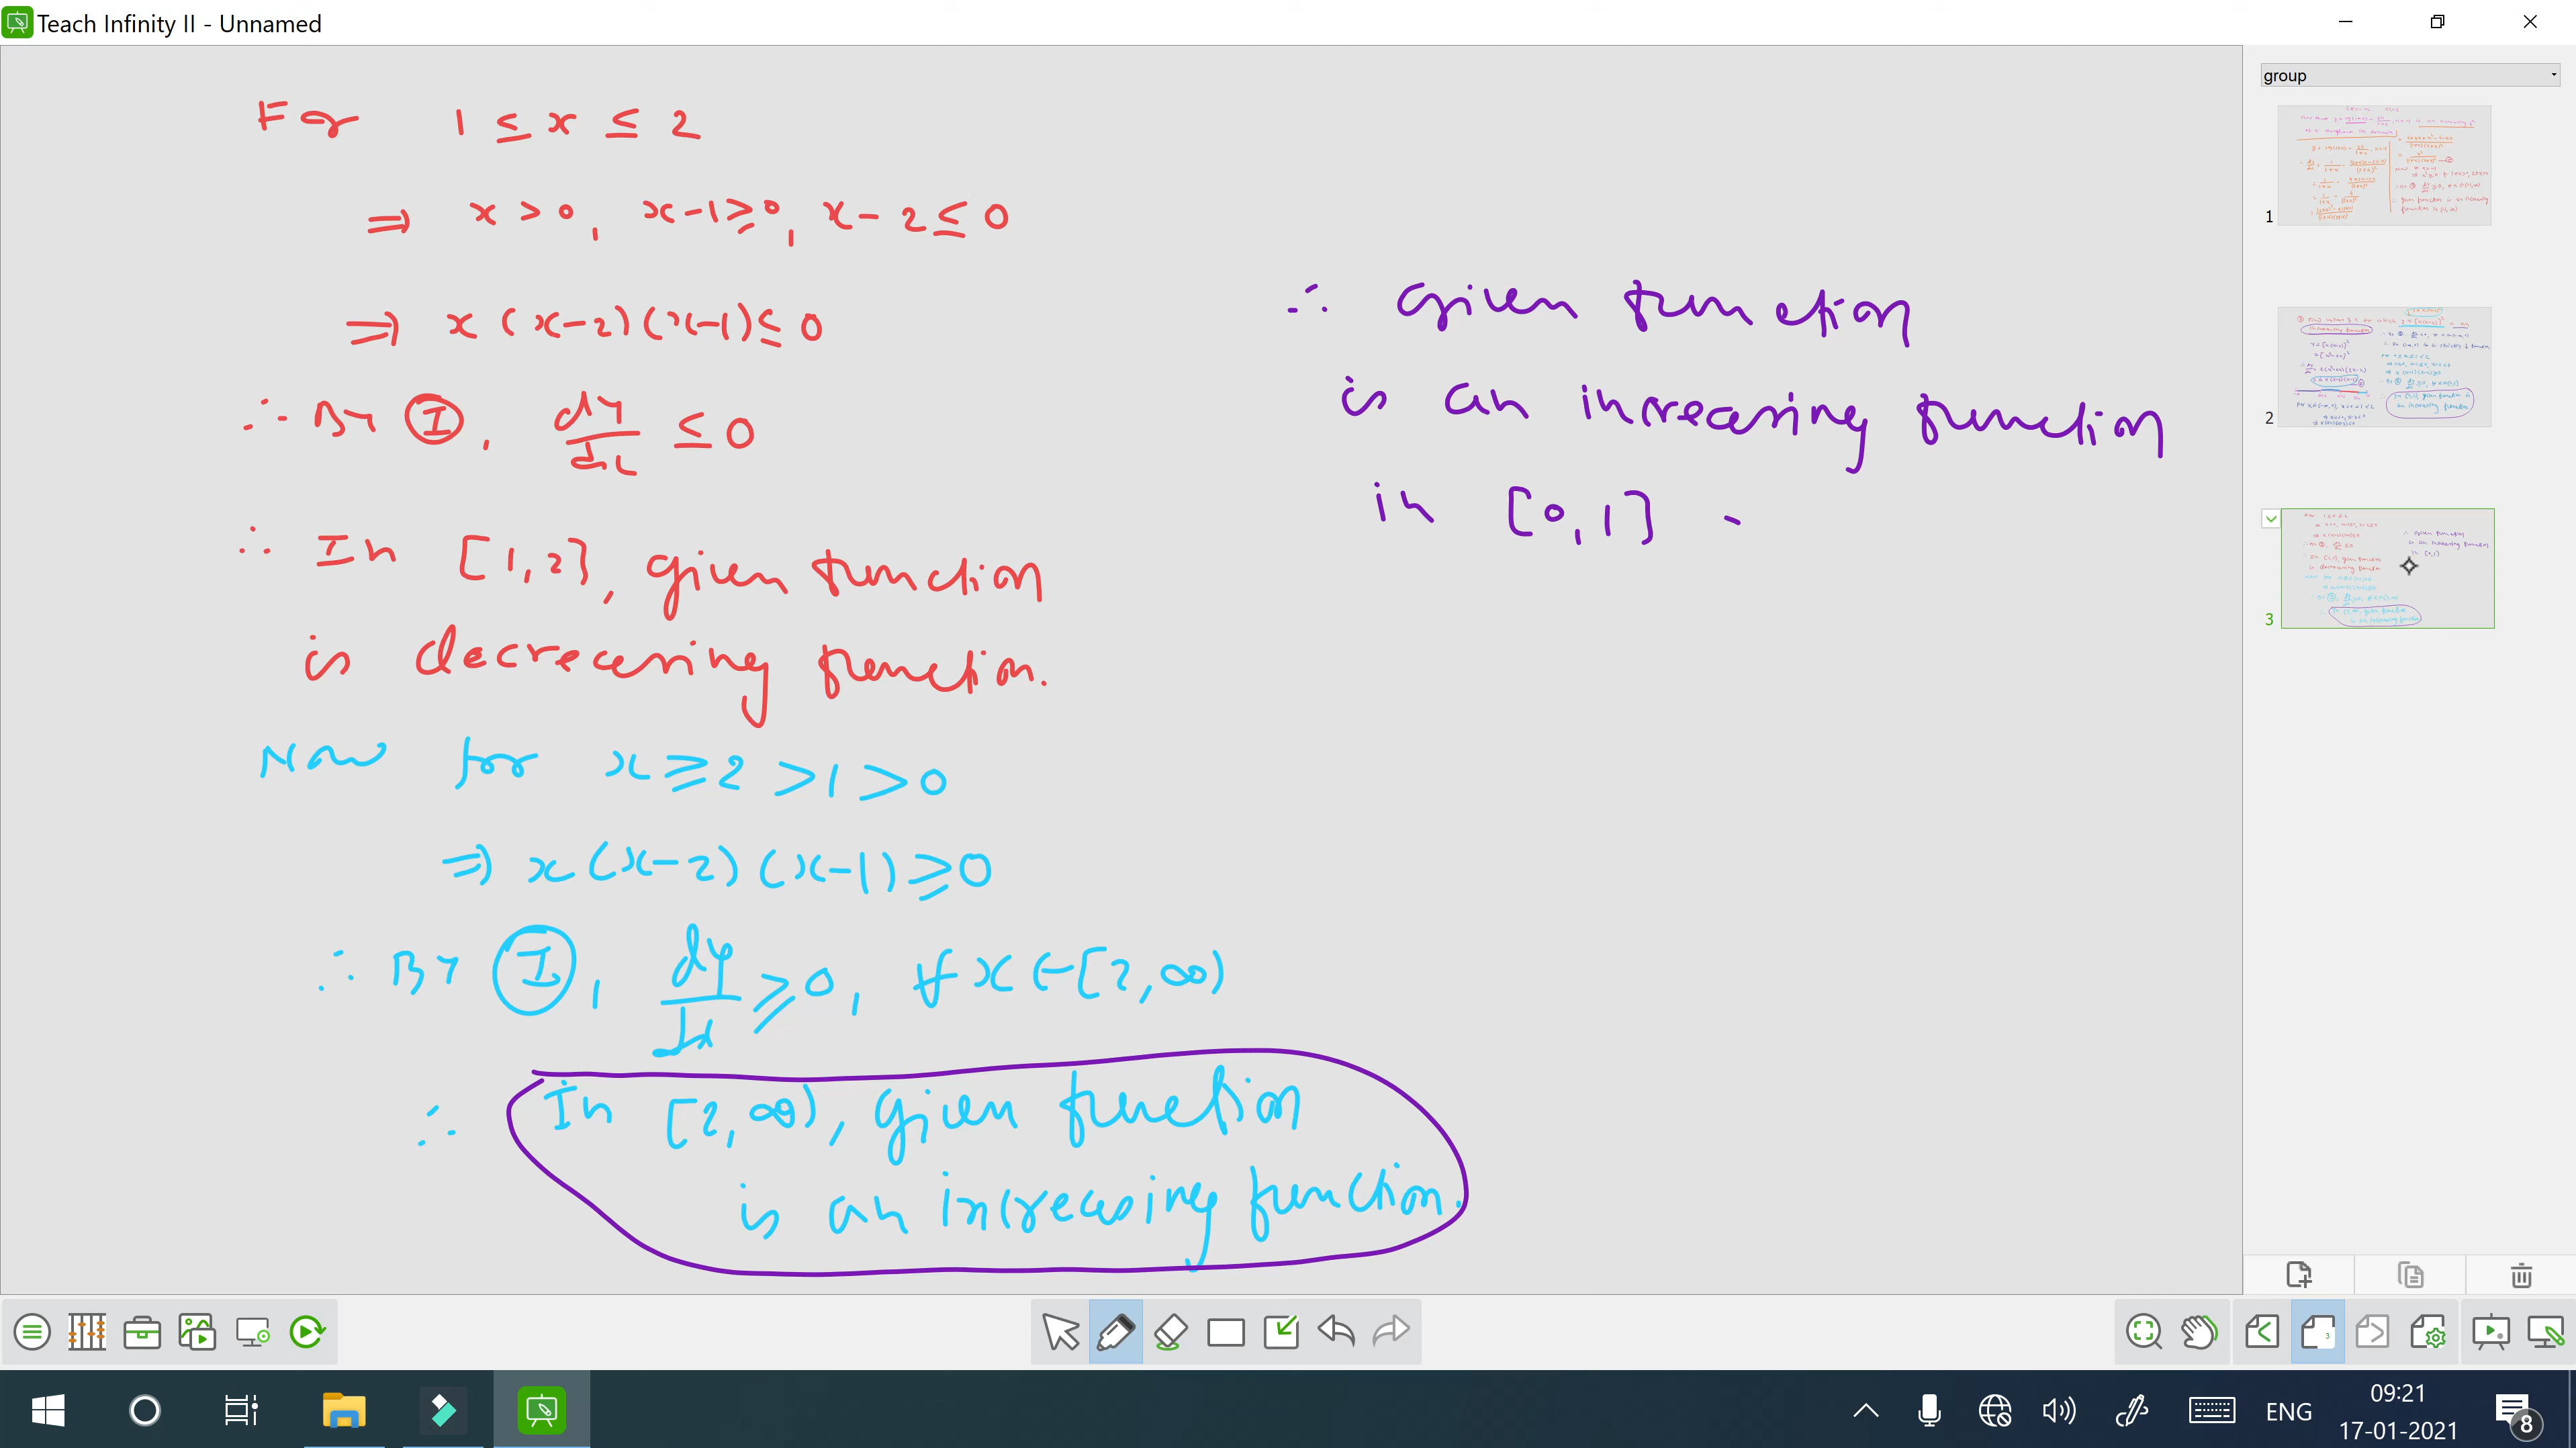 Teach Infinity II - Unnamed
For 1 ≤ x ≤ 2
⇒ x > 0, x-1 ≥ 0, x-2 ≤ 0
⇒ x (x-2) (x-1) ≤ 0
∴ By Ⓘ, dy/dx ≤ 0
∴ In [1,2], given function
is decreasing function.
Now for x ≥ 2 > 1 > 0
⇒ x (x-2) (x-1) ≥ 0
∴ By Ⓘ, dy/dx ≥ 0, ∀ x ∈ [2, ∞)
∴ In [2, ∞), given function
is an increasing function.
∴ Given function
is an increasing function
in [0,1] -
group
1
2
3
3
ENG
09:21
17-01-2021
8